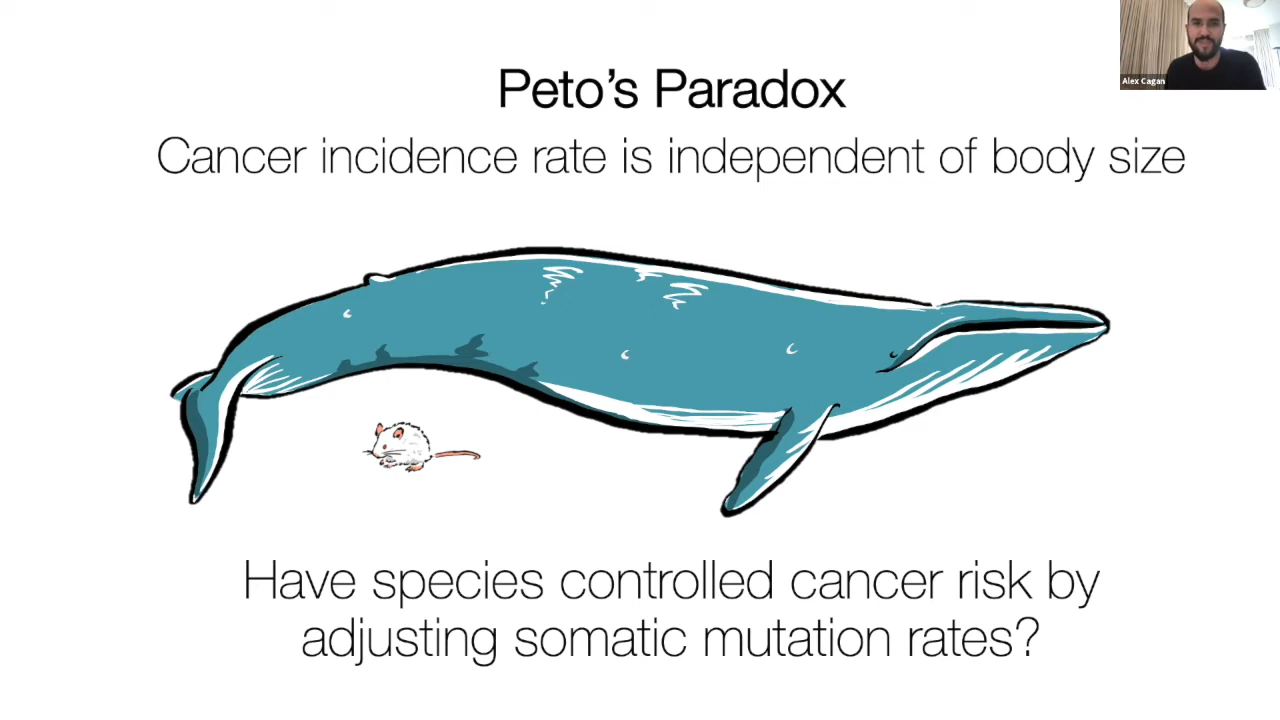 Alex Cagan
Peto's Paradox
Cancer incidence rate is independent of body size
Have species controlled cancer risk by
adjusting somatic mutation rates?